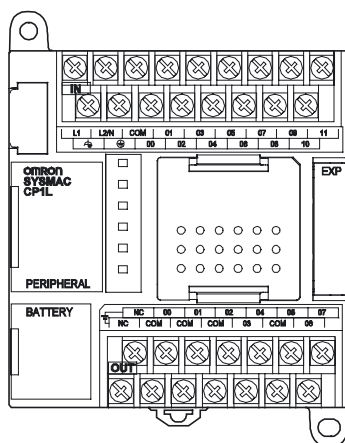 IN
L1 L2/N COM 01 03 05 07 09 11
00 02 04 06 08 10
OMRON
SYSMAC
CP1L
EXP
PERIPHERAL
BATTERY
NC 00 01 02 04 05 07
NC COM COM COM 03 COM 06
OUT